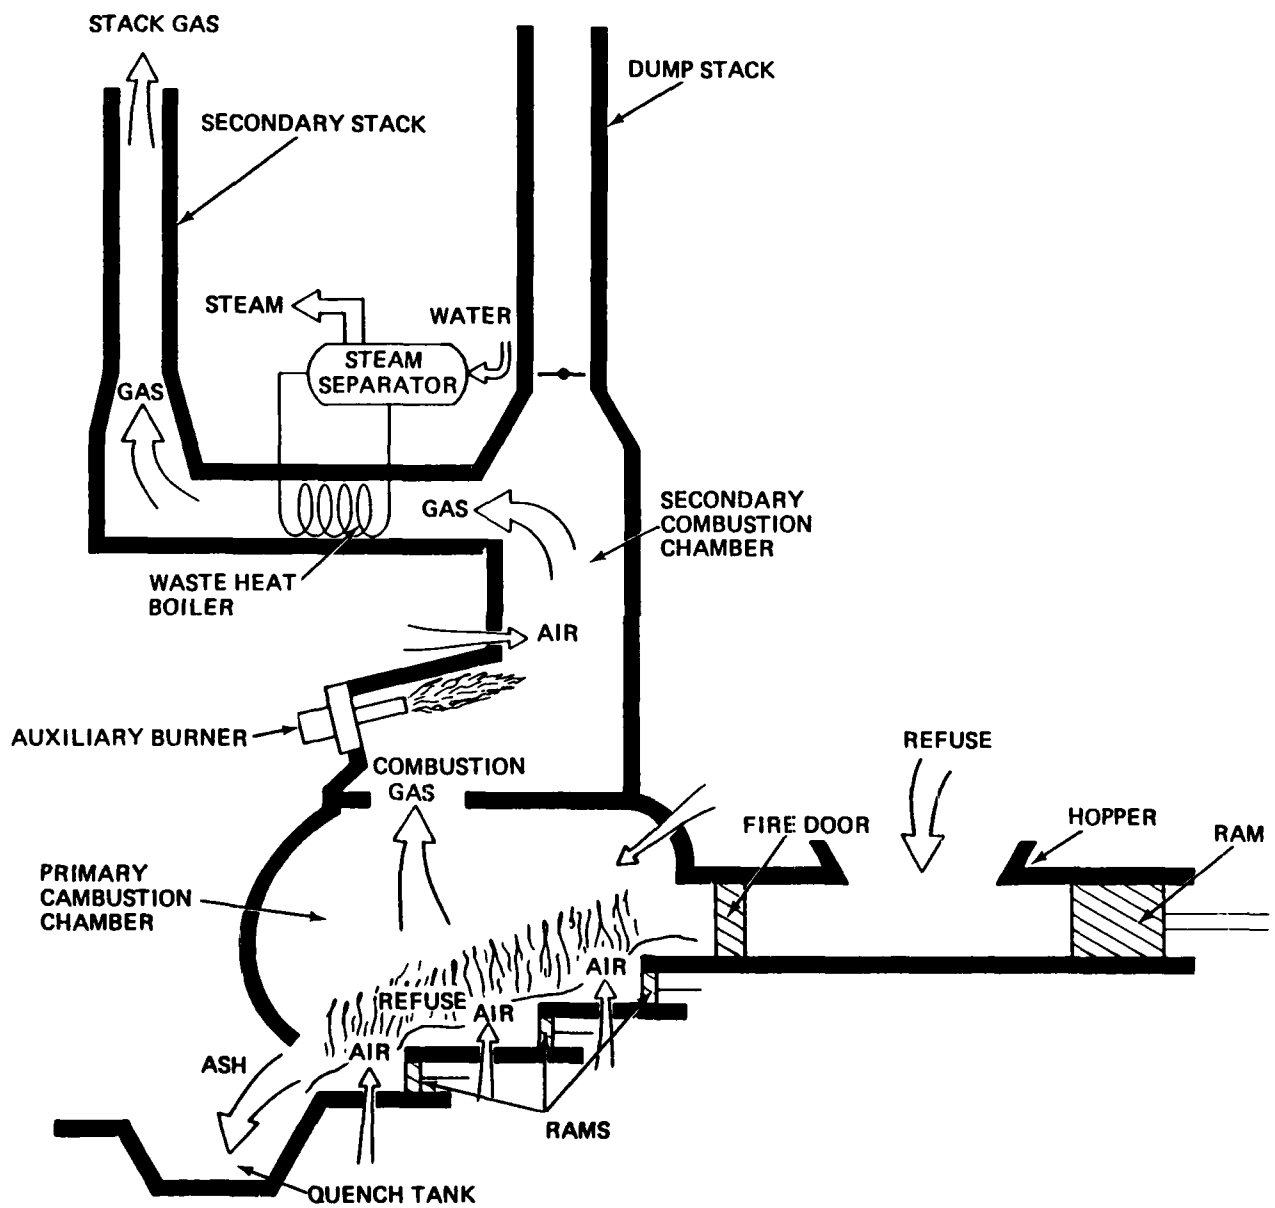 STACK GAS
DUMP STACK
SECONDARY STACK
STEAM
WATER
STEAM
SEPARATOR
GAS
GAS
SECONDARY
COMBUSTION
CHAMBER
WASTE HEAT
BOILER
AIR
AUXILIARY BURNER
COMBUSTION
GAS
REFUSE
FIRE DOOR
HOPPER
RAM
PRIMARY
CAMBUSTION
CHAMBER
AIR
REFUSE
AIR
AIR
ASH
RAMS
QUENCH TANK